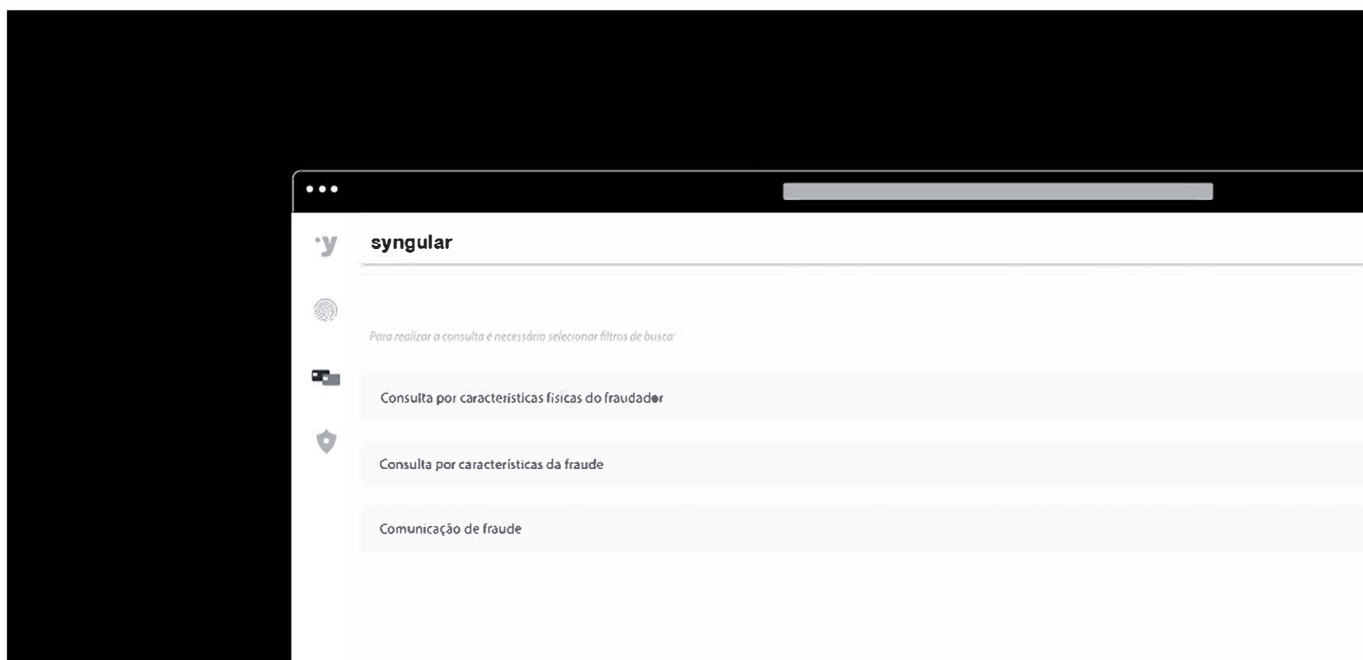 ·y
syngular
Para realizar a consulta é necessário selecionar filtros de busca!
Consulta por características físicas do fraudador
Consulta por características da fraude
Comunicação de fraude